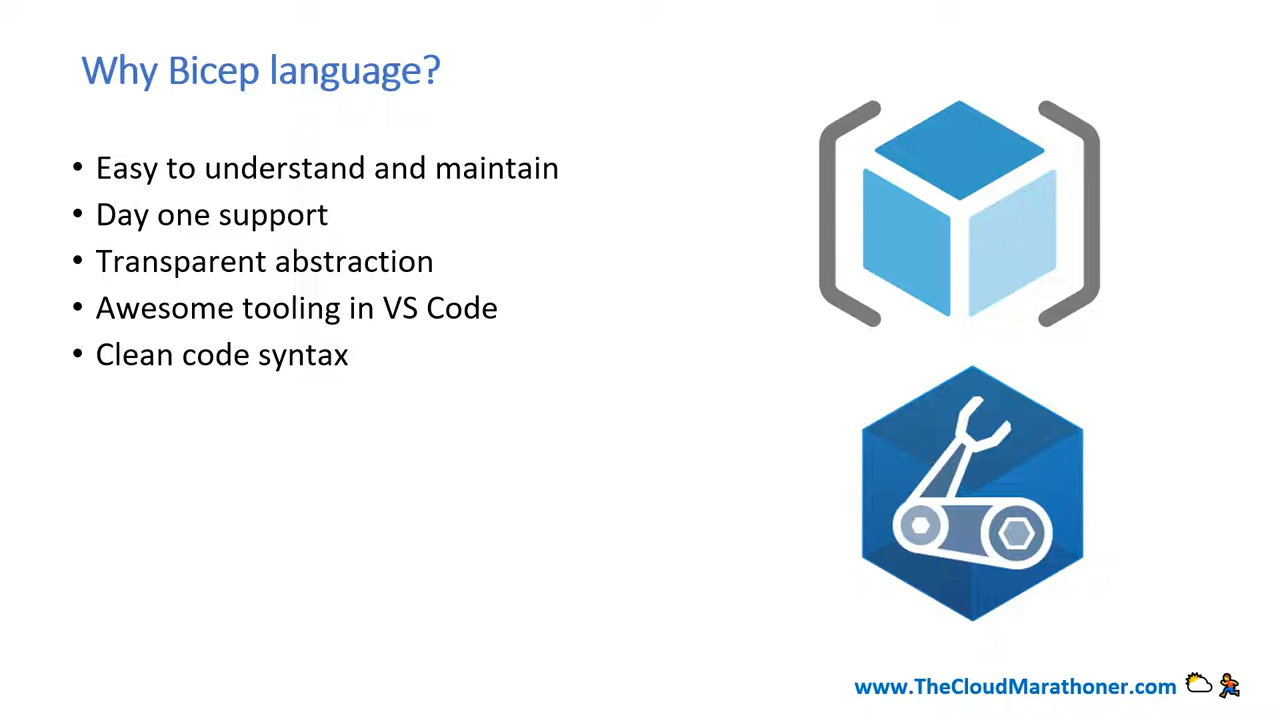 Why Bicep language?
• Easy to understand and maintain
• Day one support
• Transparent abstraction
• Awesome tooling in VS Code
• Clean code syntax
www.TheCloudMarathoner.com